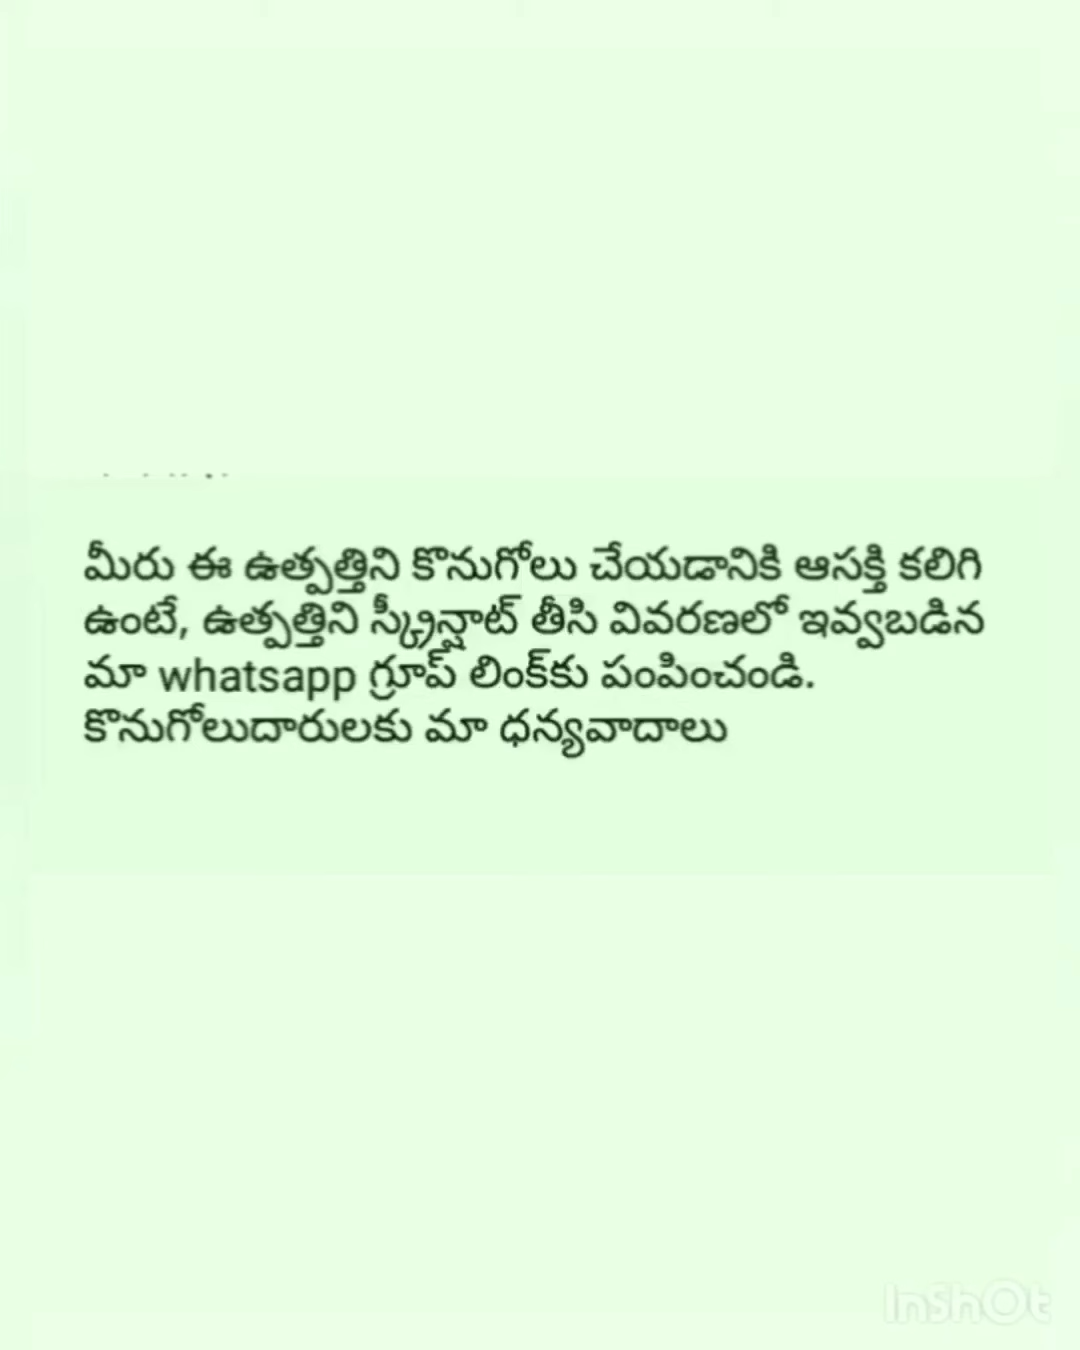 మీరు ఈ ఉత్పత్తిని కొనుగోలు చేయడానికి ఆసక్తి కలిగి
ఉంటే, ఉత్పత్తిని స్క్రీన్షాట్ తీసి వివరణలో ఇవ్వబడిన
మా whatsapp గ్రూప్ లింక్‌కు పంపించండి.
కొనుగోలుదారులకు మా ధన్యవాదాలు
InShOt